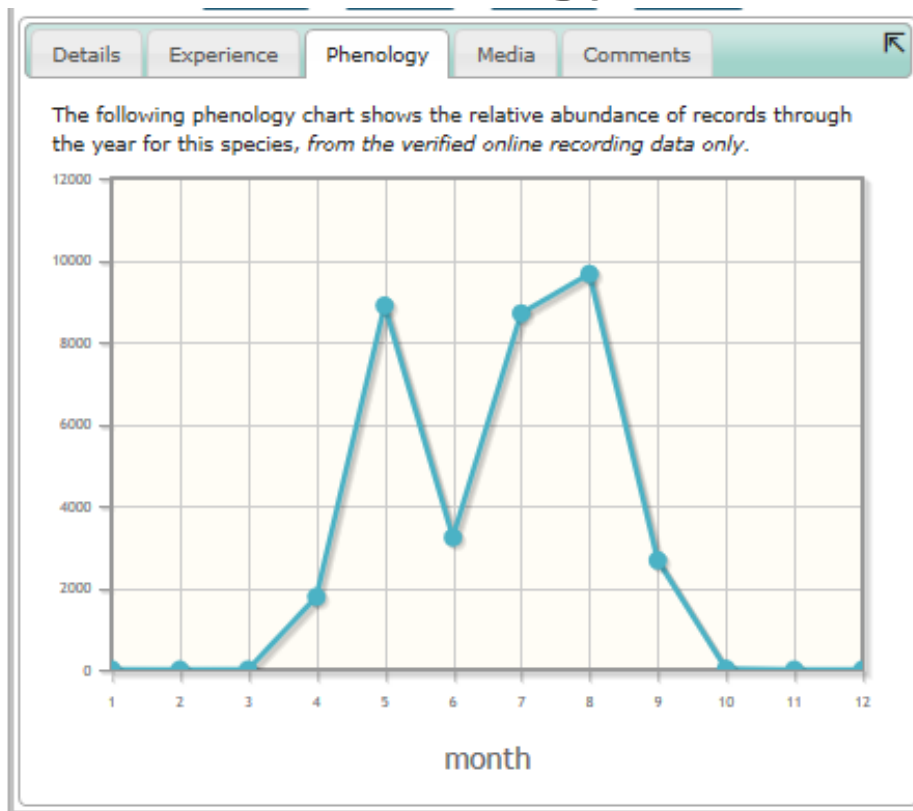 Details Experience Phenology Media Comments
The following phenology chart shows the relative abundance of records through
the year for this species, from the verified online recording data only.
12000
10000
8000
6000
4000
2000
0
1 2 3 4 5 6 7 8 9 10 11 12
month